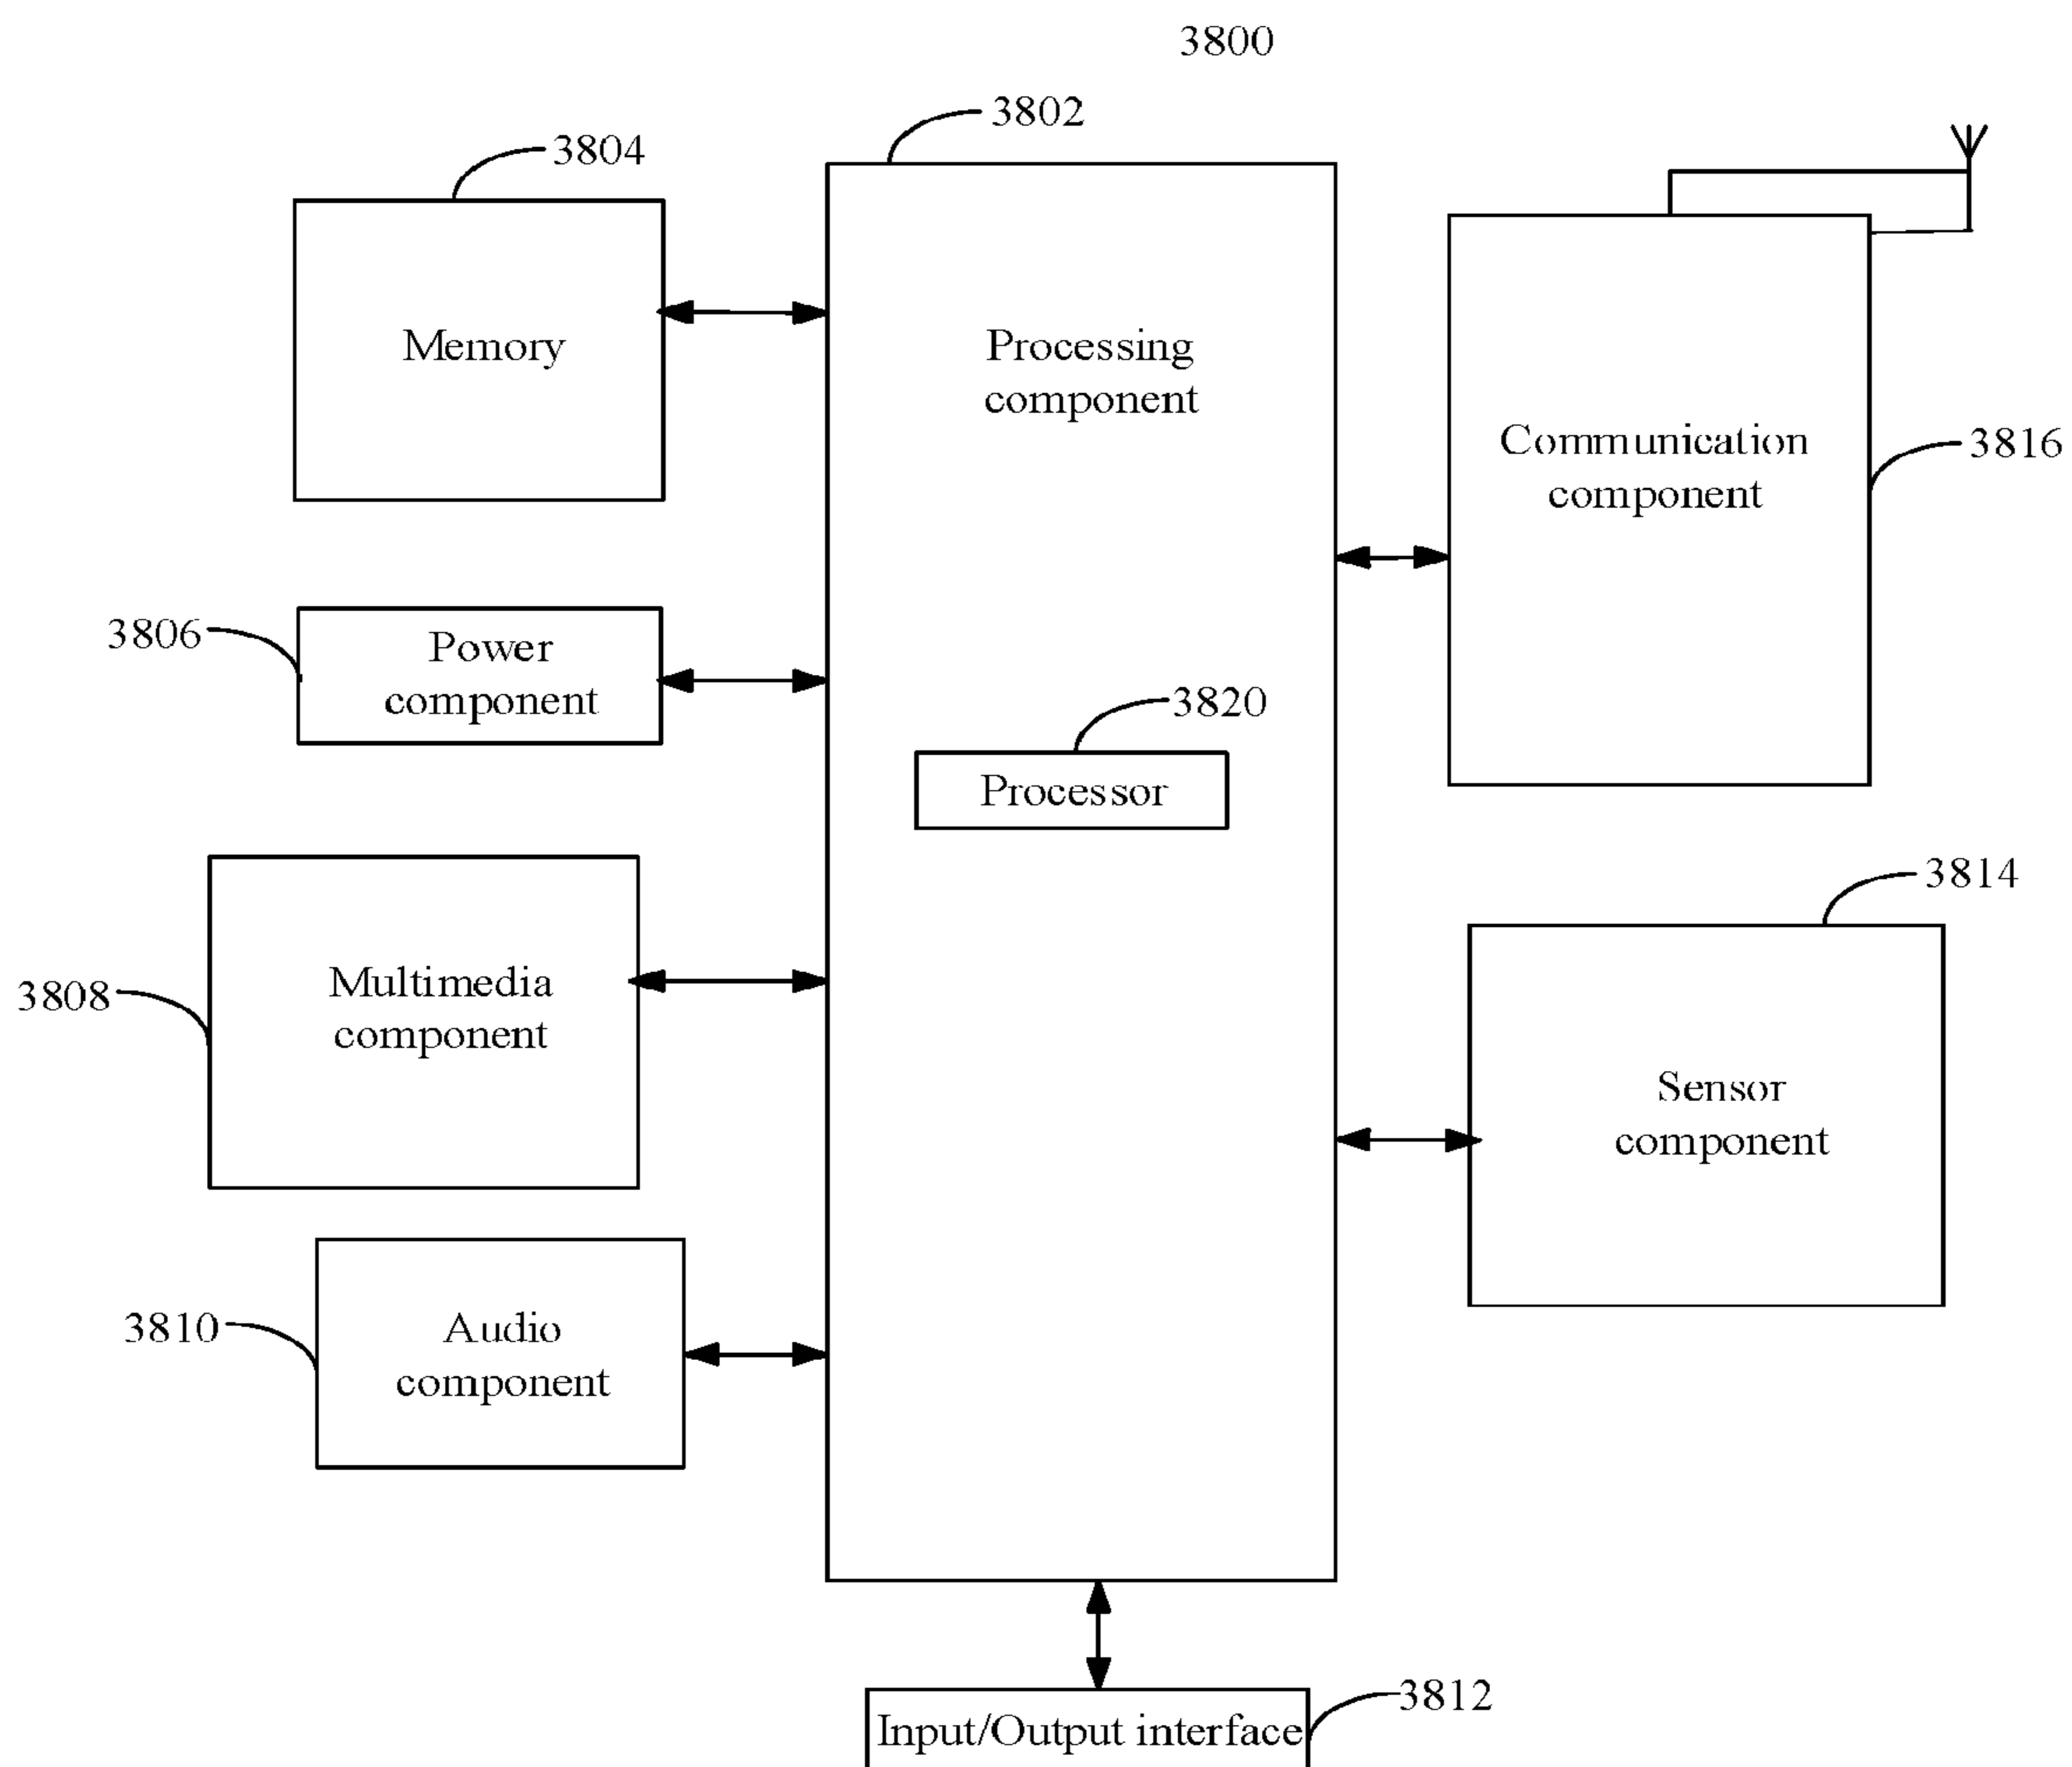 3800
3802
3804
Memory
Processing
component
Communication
component
3816
3806
Power
component
3820
Processor
3814
3808
Multimedia
component
Sensor
component
3810
Audio
component
3812
Input/Output interface